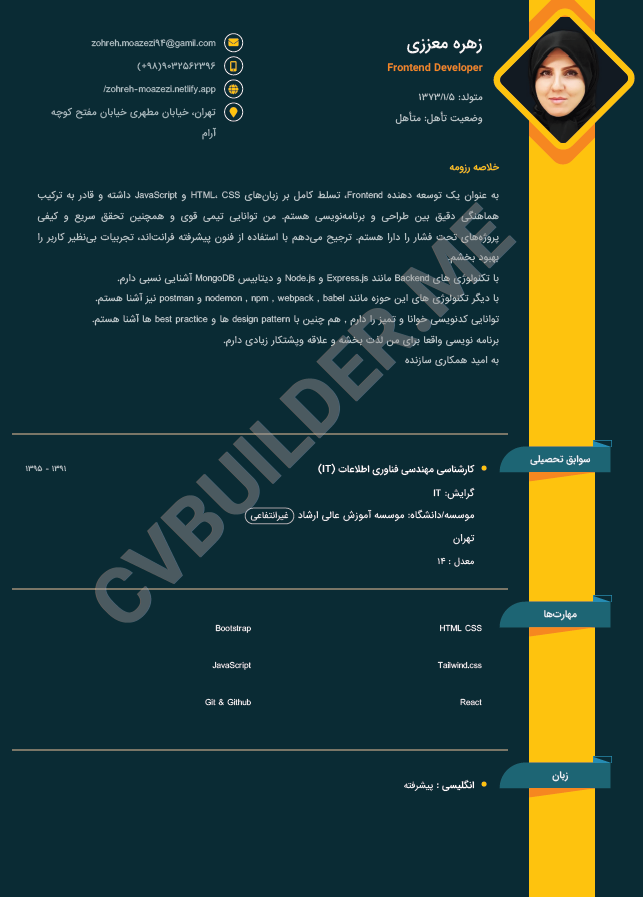 زهره معززی
Frontend Developer
متولد: ۱۳۷۳/۱/۵
وضعیت تأهل: متأهل
zohreh.moazezi94@gamil.com
(+۹۸)۹۰۳۲۵۶۲۳۹۶
zohreh-moazezi.netlify.app/
تهران، خیابان مطهری خیابان مفتح کوچه
آرام
خلاصه رزومه
به عنوان یک توسعه دهنده Frontend، تسلط کامل بر زبان‌های HTML، CSS و JavaScript داشته و قادر به ترکیب
هماهنگی دقیق بین طراحی و برنامه‌نویسی هستم. من توانایی تیمی قوی و همچنین تحقق سریع و کیفی
پروژه‌های تحت فشار را دارا هستم. ترجیح می‌دهم با استفاده از فنون پیشرفته فرانت‌اند، تجربیات بی‌نظیر کاربر را
بهبود بخشم.
با تکنولوژی های Backend مانند Express.js و Node.js و دیتابیس MongoDB آشنایی نسبی دارم.
با دیگر تکنولوژی های این حوزه مانند nodemon , npm , webpack , babel و postman نیز آشنا هستم.
توانایی کدنویسی خوانا و تمیز را دارم , هم چنین با design pattern ها و best practice ها آشنا هستم.
برنامه نویسی واقعا برای من لذت بخشه و علاقه وپشتکار زیادی دارم.
به امید همکاری سازنده
CVBUILDER.ME
سوابق تحصیلی
کارشناسی مهندسی فناوری اطلاعات (IT)
۱۳۹۱ - ۱۳۹۵
گرایش: IT
موسسه/دانشگاه: موسسه آموزش عالی ارشاد غیرانتفاعی
تهران
معدل : ۱۴
مهارت‌ها
HTML CSS
Bootstrap
Tailwind.css
JavaScript
React
Git & Github
زبان
انگلیسی : پیشرفته